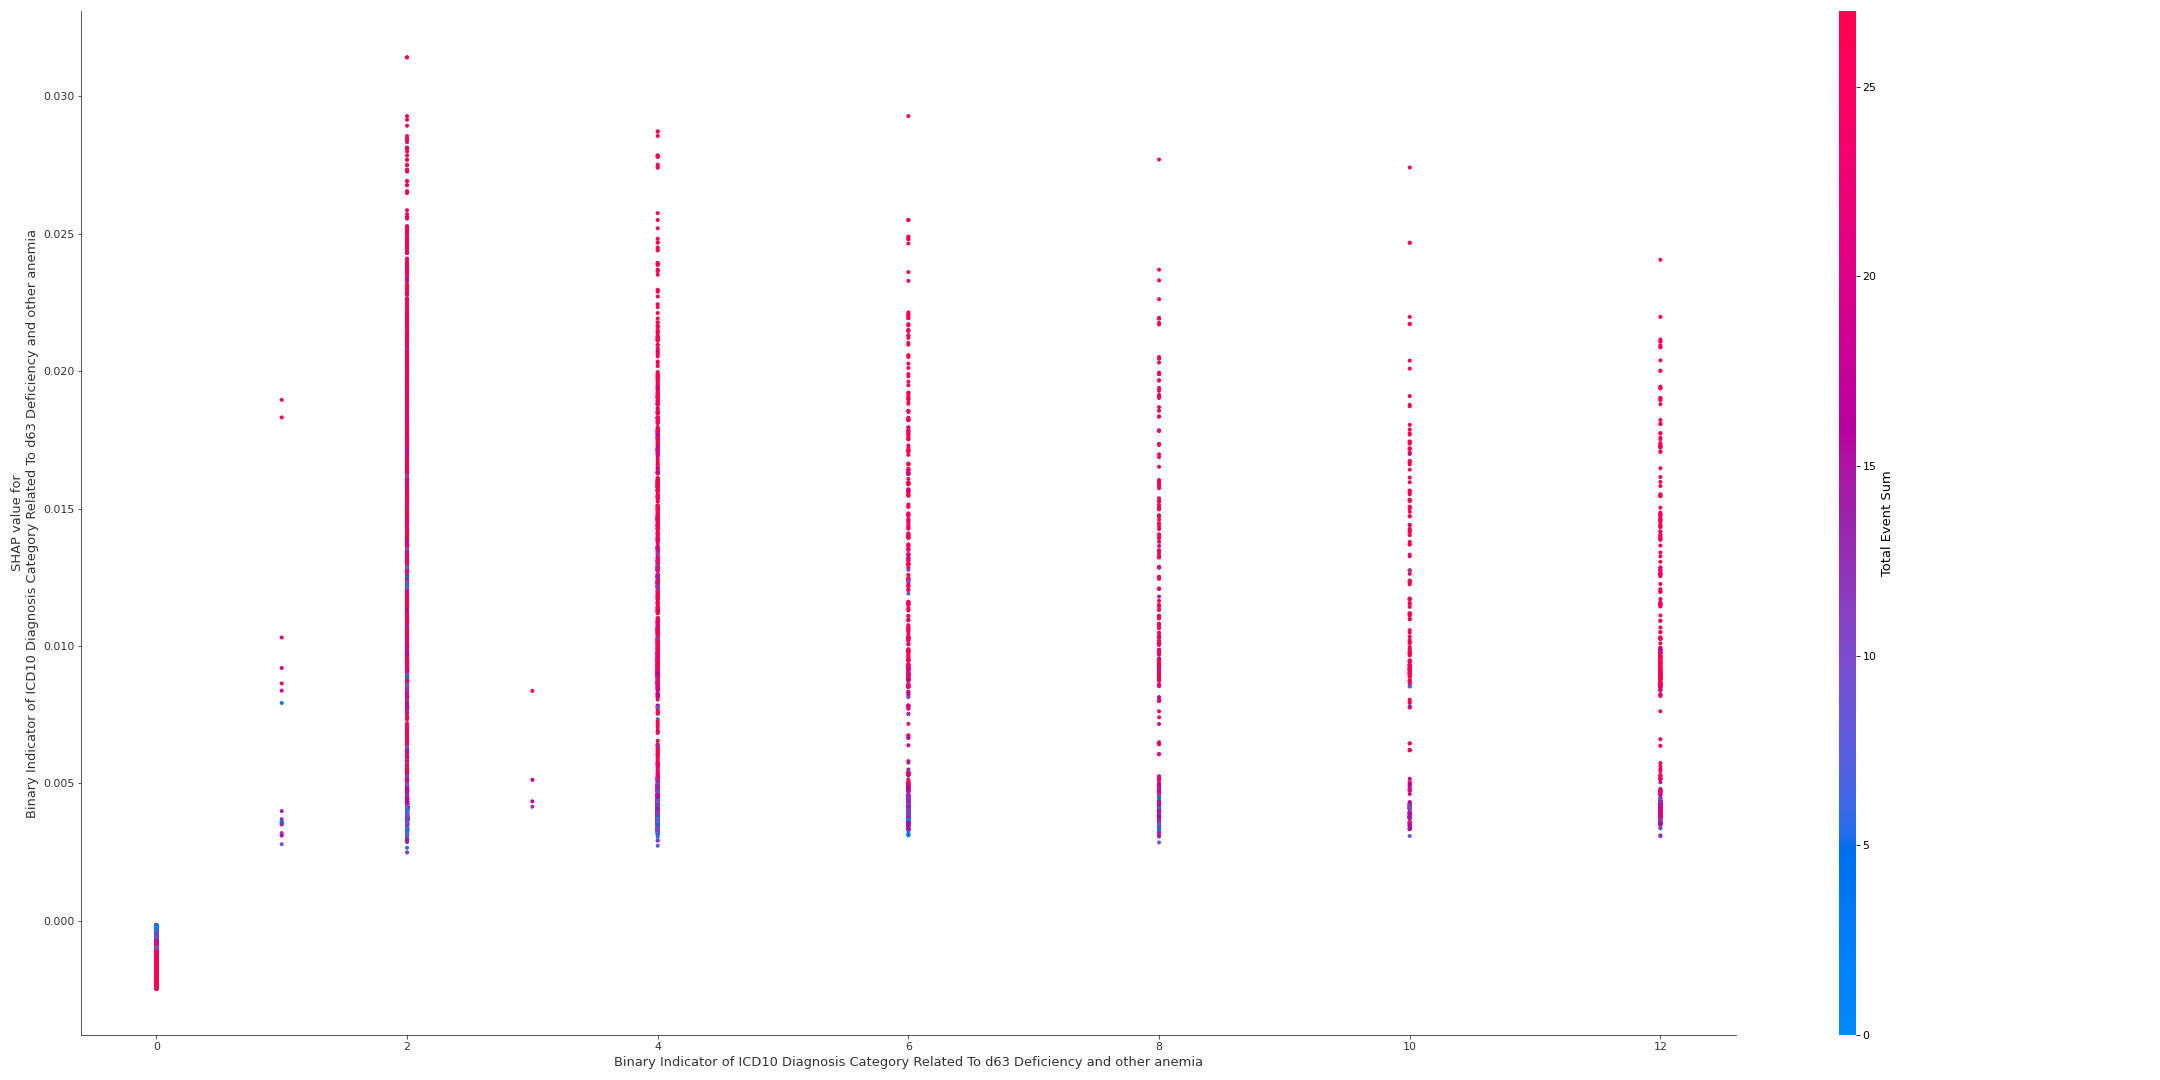 SHAP value for
Binary Indicator of ICD10 Diagnosis Category Related To d63 Deficiency and other anemia
0.030
0.025
0.020
0.015
0.010
0.005
0.000
0 2 4 6 8 10 12
Binary Indicator of ICD10 Diagnosis Category Related To d63 Deficiency and other anemia
25
20
15
10
5
0
Total Event Sum